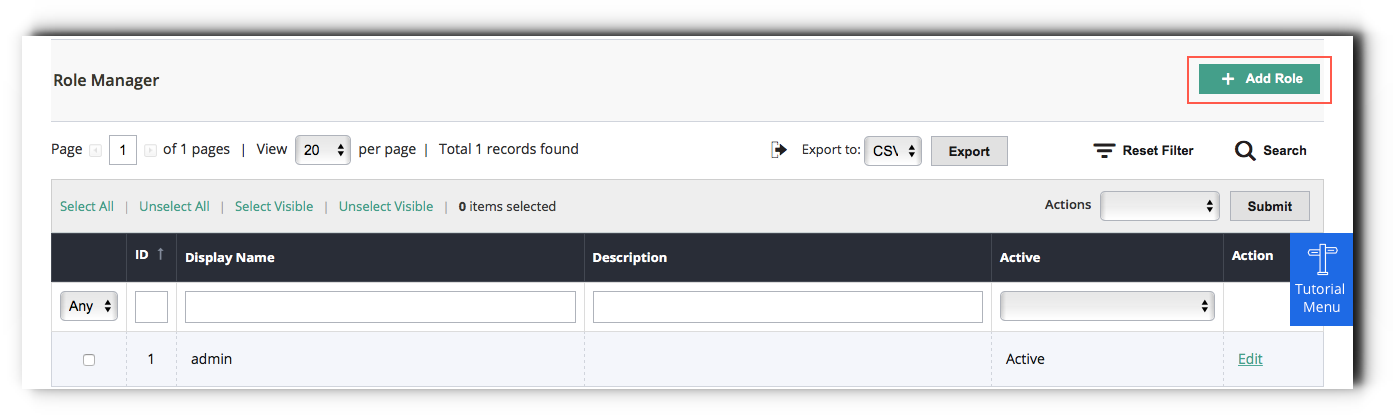 Role Manager
+ Add Role
Page 1 of 1 pages | View 20 per page | Total 1 records found Export to: CSV Export Reset Filter Search
Select All | Unselect All | Select Visible | Unselect Visible | 0 items selected Actions Submit
ID ↑ Display Name Description Active Action
Any
Tutorial
Menu
1 admin Active Edit